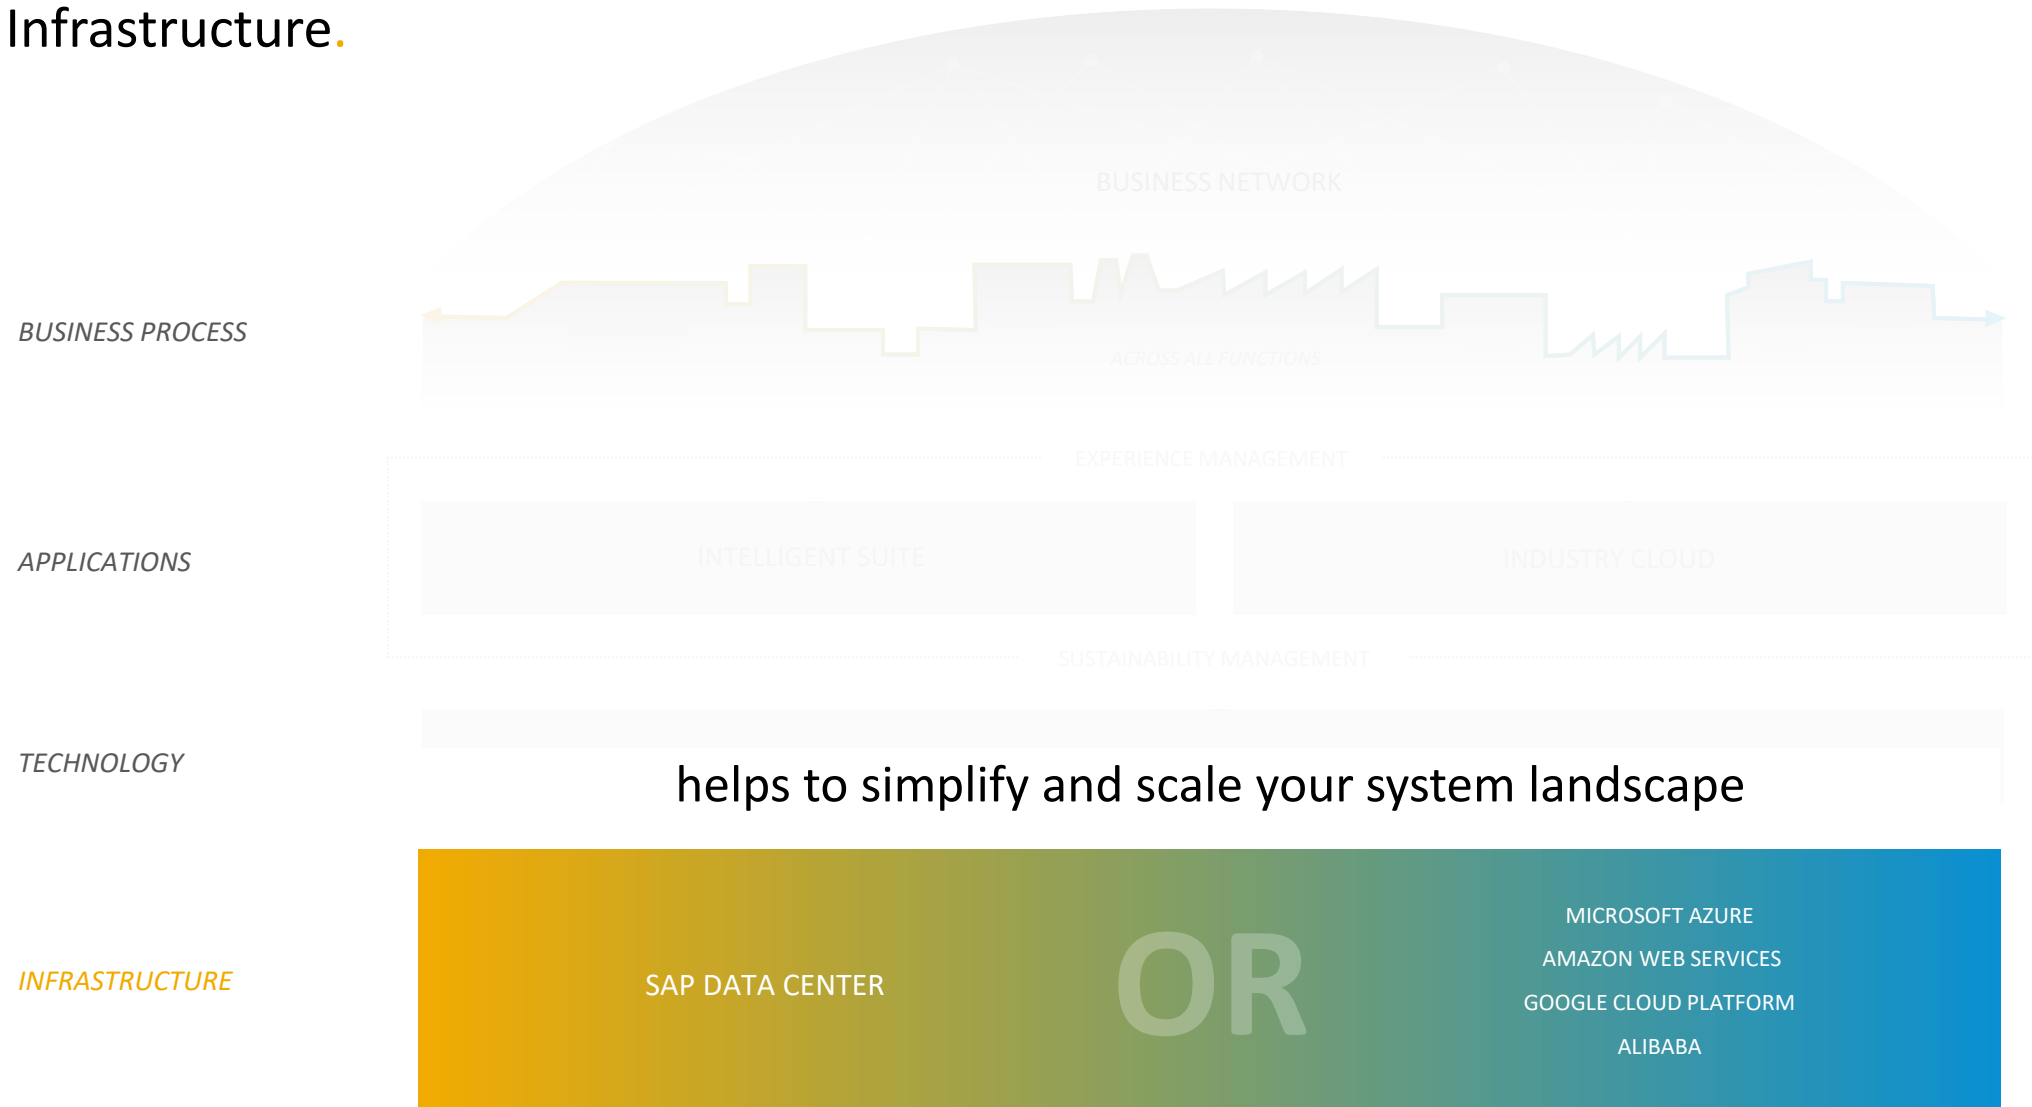 Infrastructure.
BUSINESS NETWORK
BUSINESS PROCESS
ACROSS ALL FUNCTIONS
EXPERIENCE MANAGEMENT
APPLICATIONS
INTELLIGENT SUITE
INDUSTRY CLOUD
SUSTAINABILITY MANAGEMENT
TECHNOLOGY
helps to simplify and scale your system landscape
INFRASTRUCTURE
SAP DATA CENTER
OR
MICROSOFT AZURE
AMAZON WEB SERVICES
GOOGLE CLOUD PLATFORM
ALIBABA